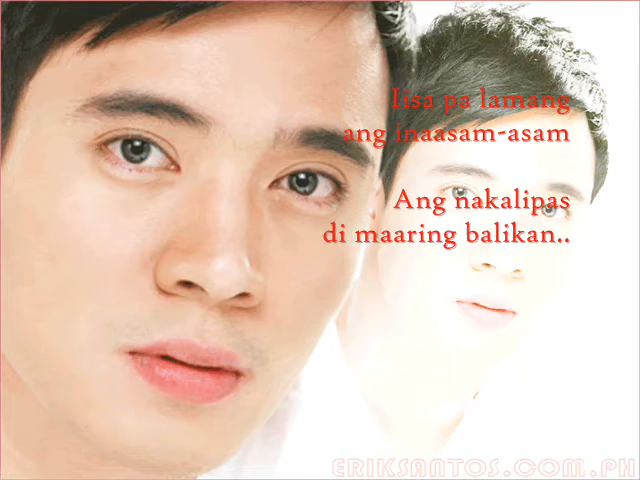 Iisa pa lamang
ang inaasam-asam
Ang nakalipas
di maaring balikan..
ERIKSANTOS.COM.PH